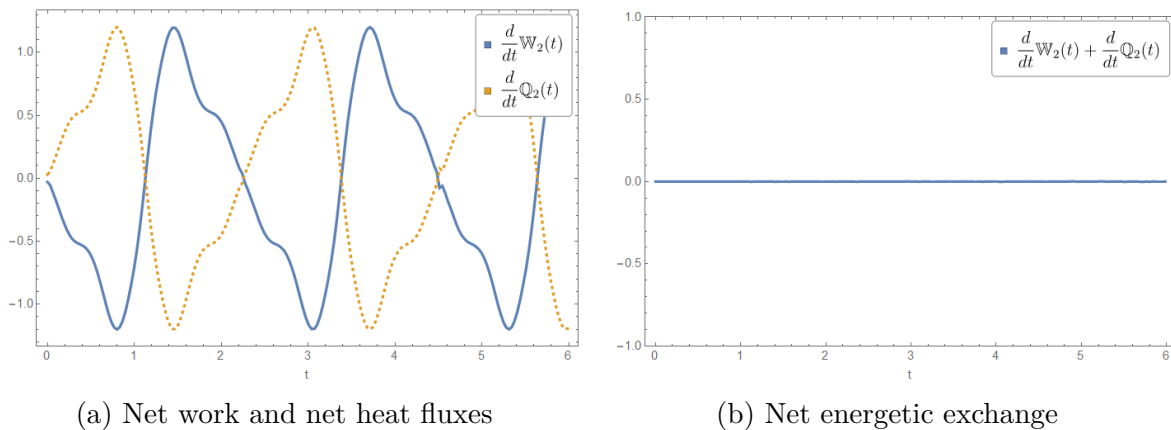 d/dt 𝕎₂(t)
d/dt ℚ₂(t)
1.0
0.5
0.0
−0.5
−1.0
0 1 2 3 4 5 6
t
(a) Net work and net heat fluxes
d/dt 𝕎₂(t) + d/dt ℚ₂(t)
1.0
0.5
0.0
−0.5
−1.0
0 1 2 3 4 5 6
t
(b) Net energetic exchange